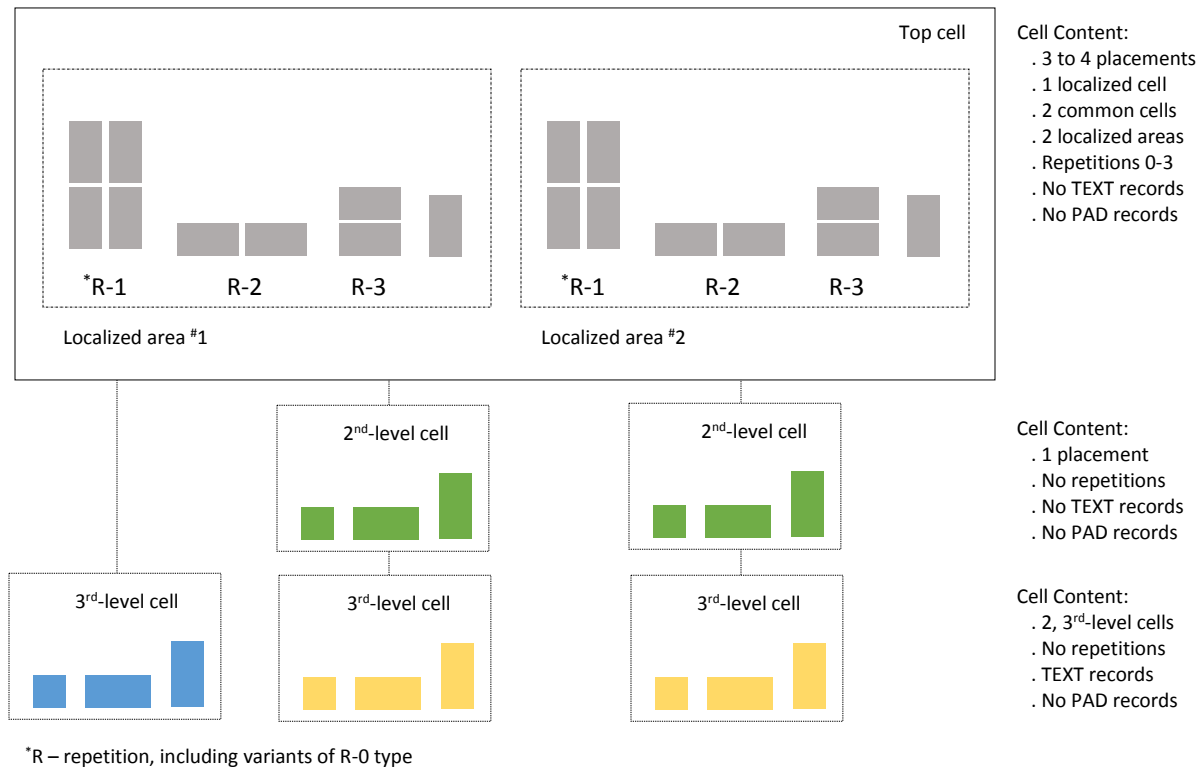 Top cell
*R-1 R-2 R-3
Localized area #1
*R-1 R-2 R-3
Localized area #2
Cell Content:
. 3 to 4 placements
. 1 localized cell
. 2 common cells
. 2 localized areas
. Repetitions 0-3
. No TEXT records
. No PAD records
2nd-level cell
2nd-level cell
Cell Content:
. 1 placement
. No repetitions
. No TEXT records
. No PAD records
3rd-level cell
3rd-level cell
3rd-level cell
Cell Content:
. 2, 3rd-level cells
. No repetitions
. TEXT records
. No PAD records
*R – repetition, including variants of R-0 type